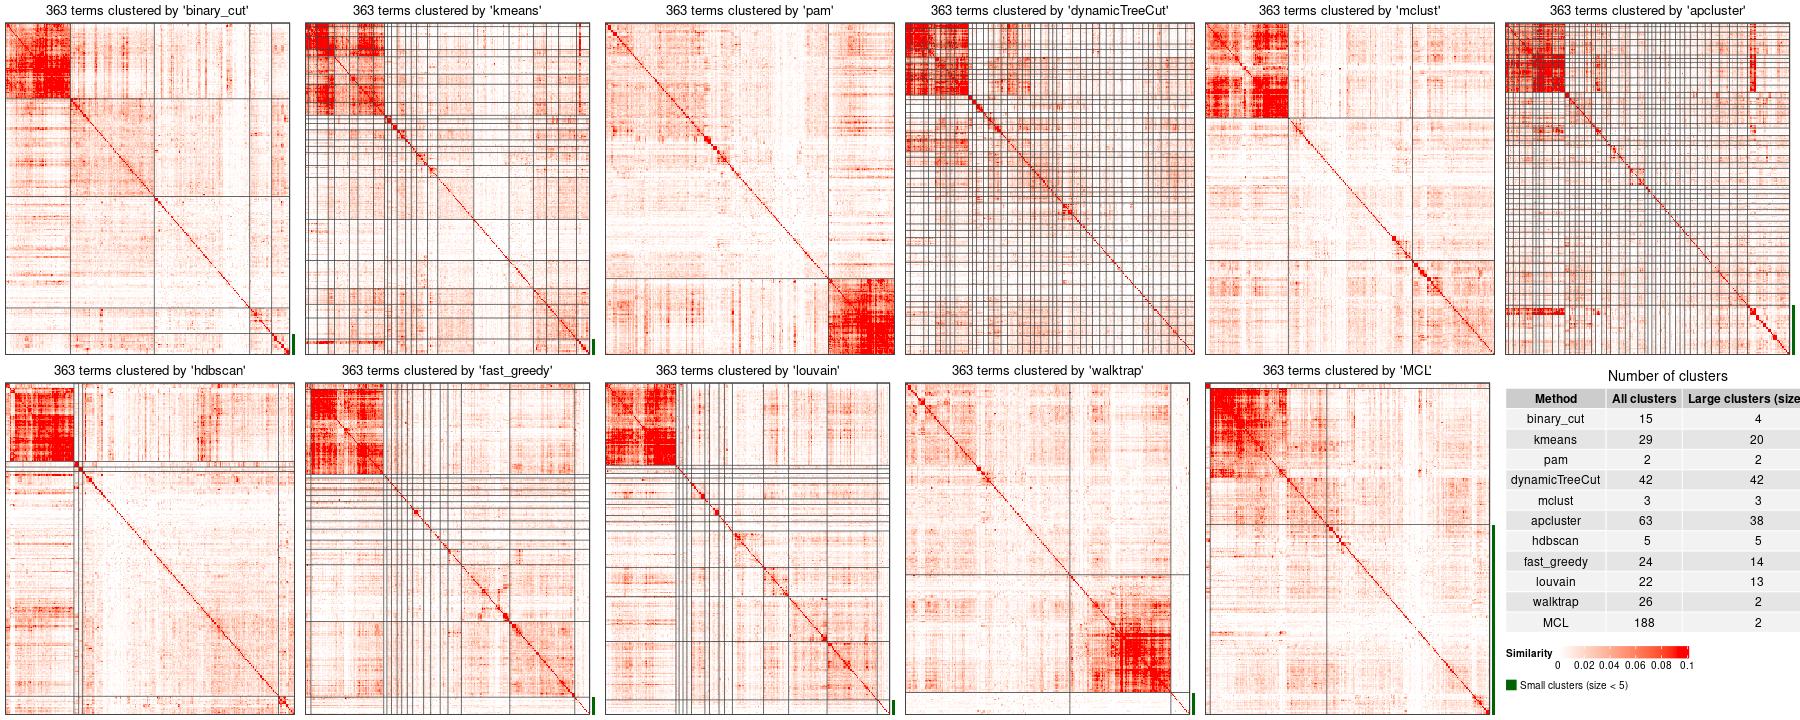 363 terms clustered by 'binary_cut'
363 terms clustered by 'kmeans'
363 terms clustered by 'pam'
363 terms clustered by 'dynamicTreeCut'
363 terms clustered by 'mclust'
363 terms clustered by 'apcluster'
363 terms clustered by 'hdbscan'
363 terms clustered by 'fast_greedy'
363 terms clustered by 'louvain'
363 terms clustered by 'walktrap'
363 terms clustered by 'MCL'
Number of clusters
Method All clusters Large clusters (size
binary_cut 15 4
kmeans 29 20
pam 2 2
dynamicTreeCut 42 42
mclust 3 3
apcluster 63 38
hdbscan 5 5
fast_greedy 24 14
louvain 22 13
walktrap 26 2
MCL 188 2
Similarity
0 0.02 0.04 0.06 0.08 0.1
Small clusters (size < 5)